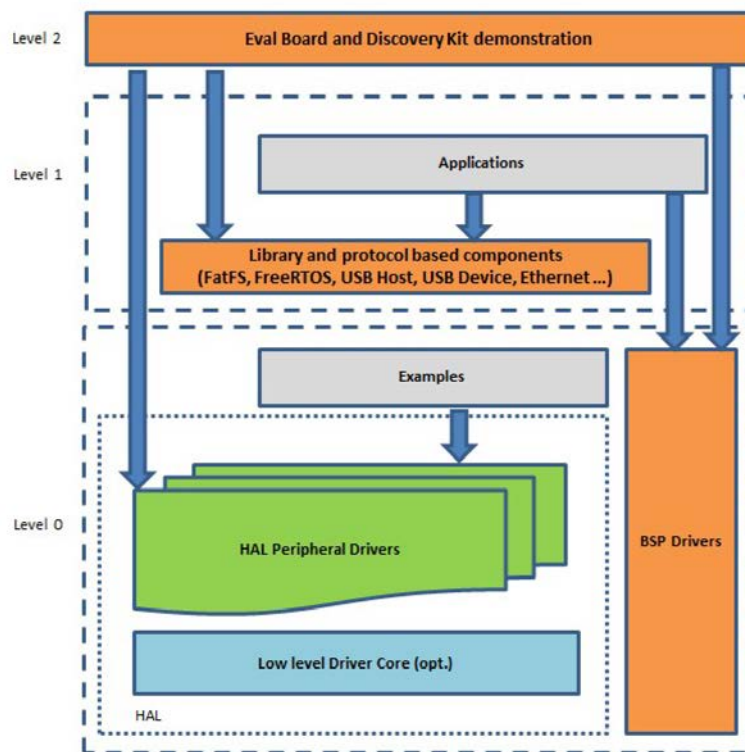 Level 2
Eval Board and Discovery Kit demonstration
Level 1
Applications
Library and protocol based components
(FatFS, FreeRTOS, USB Host, USB Device, Ethernet ...)
Examples
Level 0
HAL Peripheral Drivers
BSP Drivers
Low level Driver Core (opt.)
HAL